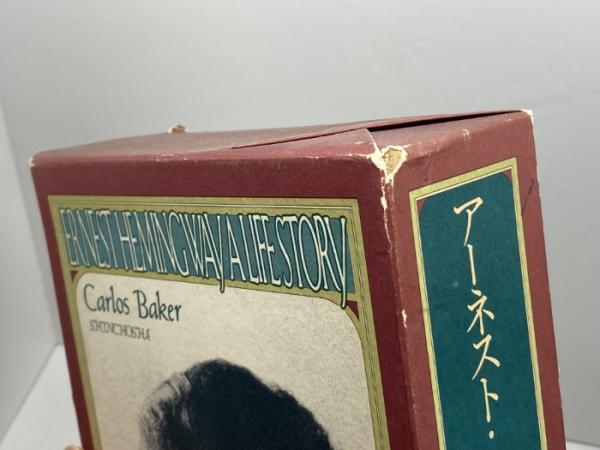 ERNEST HEMINGWAY A LIFE STORY
Carlos Baker
SHINCHOSHA
アーネスト・